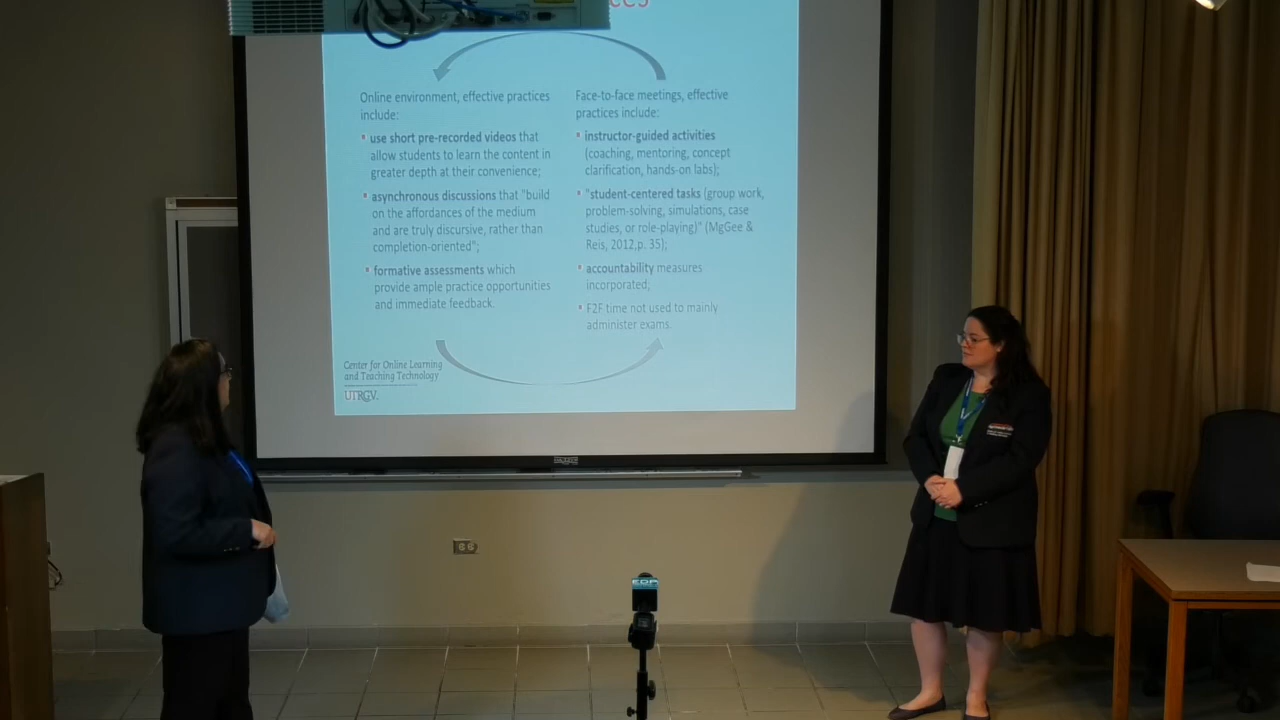 ces
Online environment, effective practices
include:
use short pre-recorded videos that
allow students to learn the content in
greater depth at their convenience;
asynchronous discussions that "build
on the affordances of the medium
and are truly discursive, rather than
completion-oriented";
formative assessments which
provide ample practice opportunities
and immediate feedback.
Face-to-face meetings, effective
practices include:
instructor-guided activities
(coaching, mentoring, concept
clarification, hands-on labs);
"student-centered tasks (group work,
problem-solving, simulations, case
studies, or role-playing)" (MgGee &
Reis, 2012,p. 35);
accountability measures
incorporated;
F2F time not used to mainly
administer exams.
Center for Online Learning
and Teaching Technology
UTRGV.